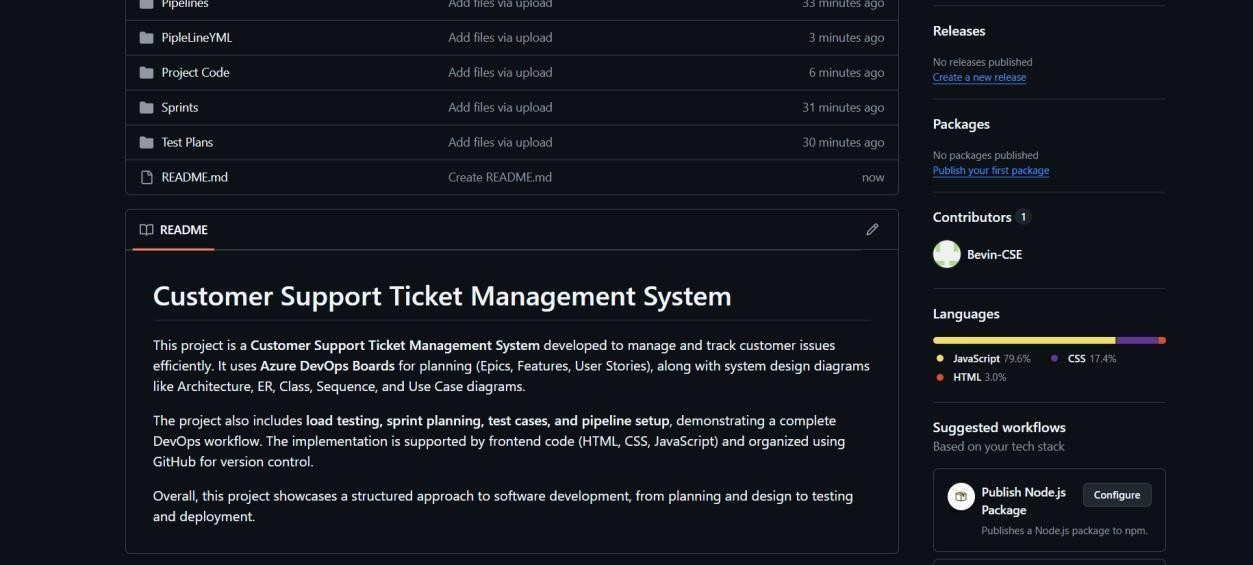 Pipelines Add files via upload 33 minutes ago
PipleLineYML Add files via upload 3 minutes ago
Project Code Add files via upload 6 minutes ago
Sprints Add files via upload 31 minutes ago
Test Plans Add files via upload 30 minutes ago
README.md Create README.md now
README
Customer Support Ticket Management System
This project is a Customer Support Ticket Management System developed to manage and track customer issues
efficiently. It uses Azure DevOps Boards for planning (Epics, Features, User Stories), along with system design diagrams
like Architecture, ER, Class, Sequence, and Use Case diagrams.
The project also includes load testing, sprint planning, test cases, and pipeline setup, demonstrating a complete
DevOps workflow. The implementation is supported by frontend code (HTML, CSS, JavaScript) and organized using
GitHub for version control.
Overall, this project showcases a structured approach to software development, from planning and design to testing
and deployment.
Releases
No releases published
Create a new release
Packages
No packages published
Publish your first package
Contributors 1
Bevin-CSE
Languages
JavaScript 79.6% CSS 17.4%
HTML 3.0%
Suggested workflows
Based on your tech stack
Publish Node.js
Package
Configure
Publishes a Node.js package to npm.